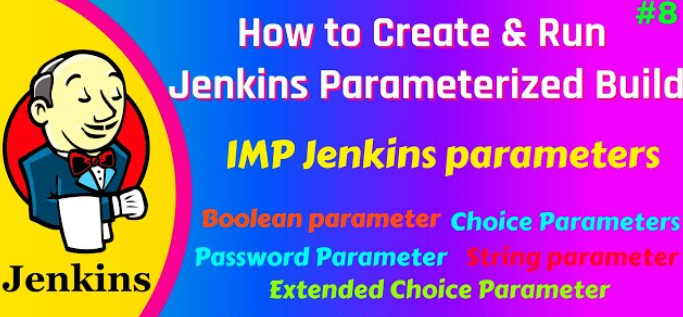 #8
How to Create & Run
Jenkins Parameterized Build
IMP Jenkins parameters
Boolean parameter Choice Parameters
Password Parameter String parameter
Extended Choice Parameter
Jenkins